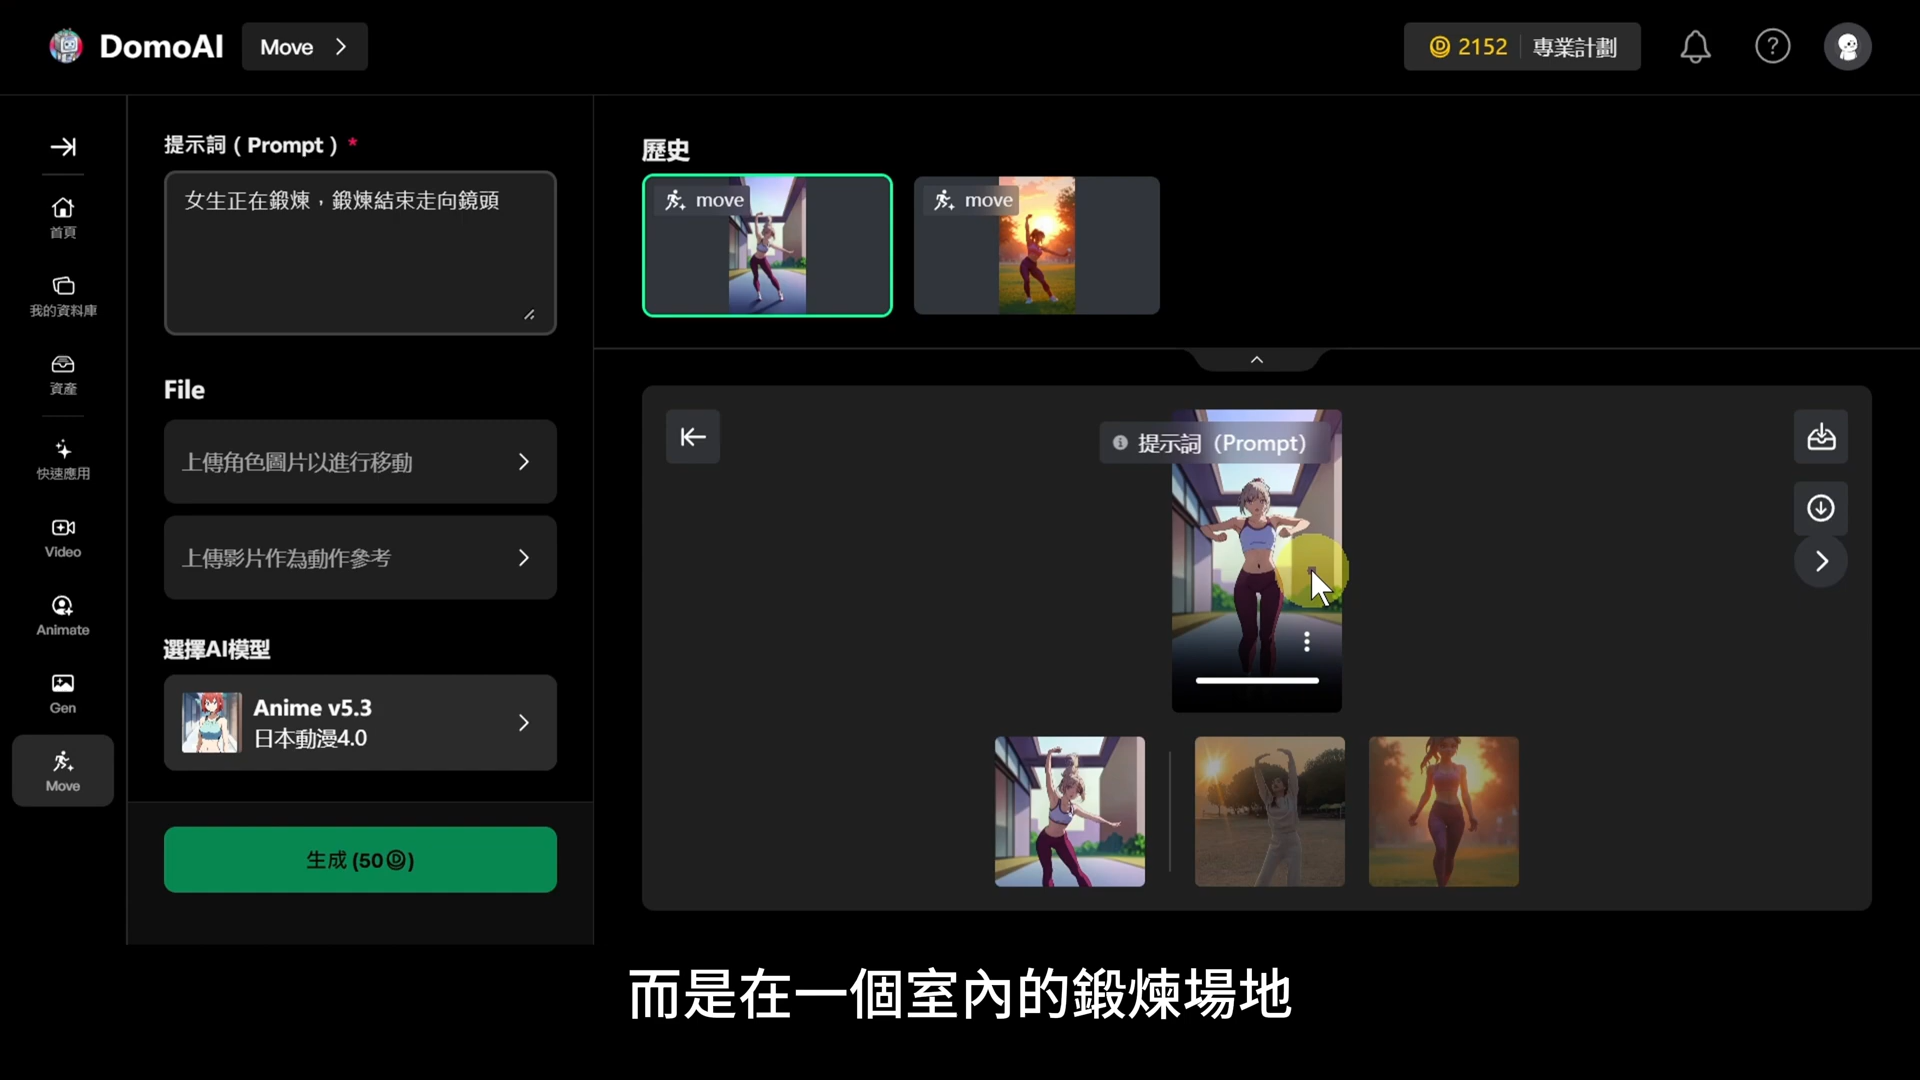 DomoAI
Move
2152 專業計劃
首頁
我的資料庫
資產
快速應用
Video
Animate
Gen
Move
提示詞 ( Prompt ) *
女生正在鍛煉，鍛煉結束走向鏡頭
File
上傳角色圖片以進行移動
上傳影片作為動作參考
選擇AI模型
Anime v5.3
日本動漫4.0
生成 (50)
歷史
move
move
提示詞 (Prompt)
而是在一個室內的鍛煉場地